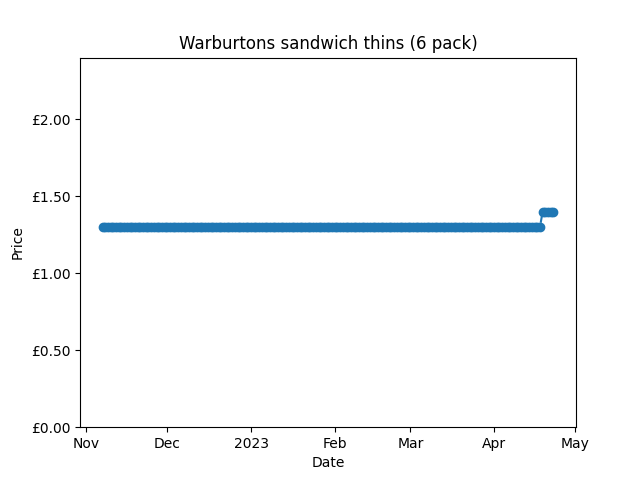 Warburtons sandwich thins (6 pack)
£2.00
£1.50
£1.00
£0.50
£0.00
Price
Nov Dec 2023 Feb Mar Apr May
Date